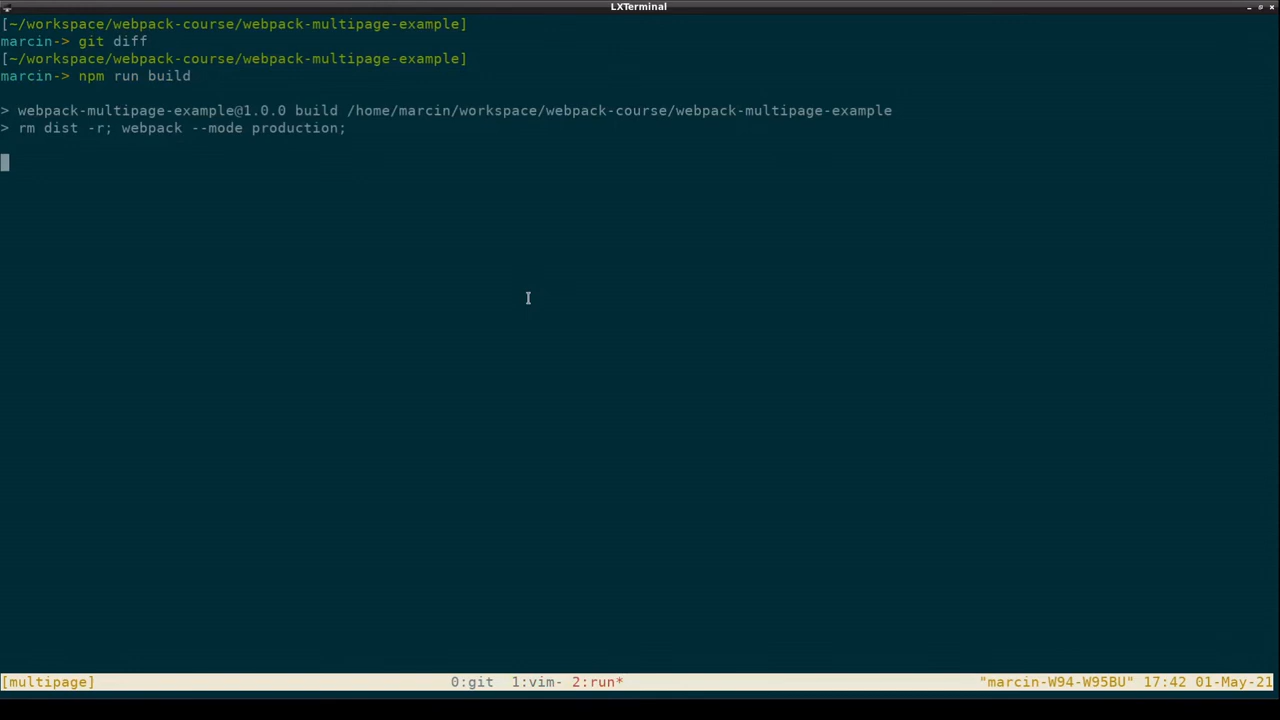 LXTerminal
[~/workspace/webpack-course/webpack-multipage-example]
marcin-> git diff
[~/workspace/webpack-course/webpack-multipage-example]
marcin-> npm run build
> webpack-multipage-example@1.0.0 build /home/marcin/workspace/webpack-course/webpack-multipage-example
> rm dist -r; webpack --mode production;
[multipage] 0:git 1:vim- 2:run* "marcin-W94-W95BU" 17:42 01-May-21